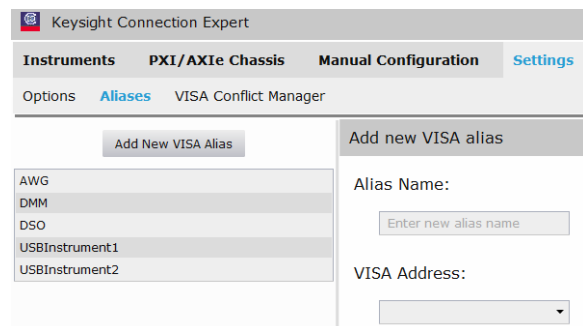 Keysight Connection Expert
Instruments PXI/AXIe Chassis Manual Configuration Settings
Options Aliases VISA Conflict Manager
Add New VISA Alias
AWG
DMM
DSO
USBInstrument1
USBInstrument2
Add new VISA alias
Alias Name:
Enter new alias name
VISA Address: